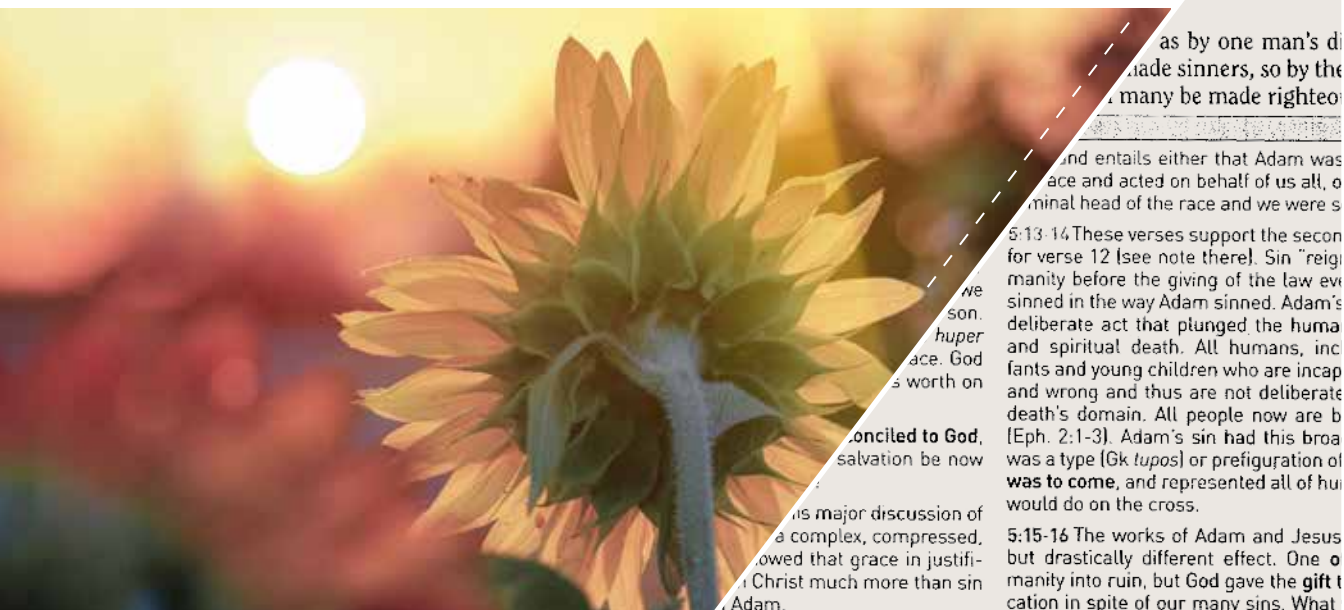 we
son.
huper
ace. God
s worth on
conciled to God,
salvation be now
is major discussion of
a complex, compressed,
owed that grace in justifi-
Christ much more than sin
Adam.
as by one man's di
made sinners, so by the
many be made righteo
and entails either that Adam was
ace and acted on behalf of us all, o
minal head of the race and we were s
5:13-14 These verses support the secon
for verse 12 (see note there). Sin "reig
manity before the giving of the law eve
sinned in the way Adam sinned. Adam's
deliberate act that plunged the huma
and spiritual death. All humans, incl
fants and young children who are incap
and wrong and thus are not deliberate
death's domain. All people now are b
(Eph. 2:1-3). Adam's sin had this broa
was a type (Gk tupos) or prefiguration of
was to come, and represented all of hu
would do on the cross.
5:15-16 The works of Adam and Jesus
but drastically different effect. One o
manity into ruin, but God gave the gift t
cation in spite of our many sins. What